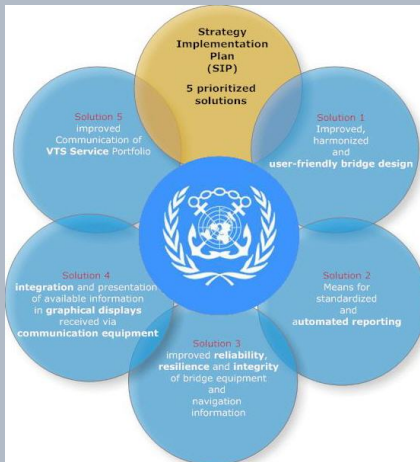 Strategy
Implementation
Plan
(SIP)
5 prioritized
solutions
Solution 1
Improved,
harmonized
and
user-friendly bridge design
Solution 2
Means for
standardized
and
automated reporting
Solution 3
improved reliability,
resilience and integrity
of bridge equipment
and
navigation
information
Solution 4
integration and presentation
of available information
in graphical displays
received via
communication equipment
Solution 5
improved
Communication of
VTS Service Portfolio